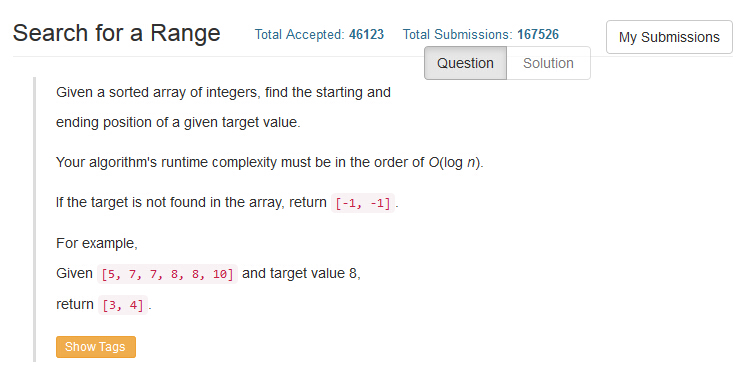 Search for a Range Total Accepted: 46123 Total Submissions: 167526 My Submissions
Question Solution
Given a sorted array of integers, find the starting and
ending position of a given target value.
Your algorithm's runtime complexity must be in the order of O(log n).
If the target is not found in the array, return [-1, -1].
For example,
Given [5, 7, 7, 8, 8, 10] and target value 8,
return [3, 4].
Show Tags